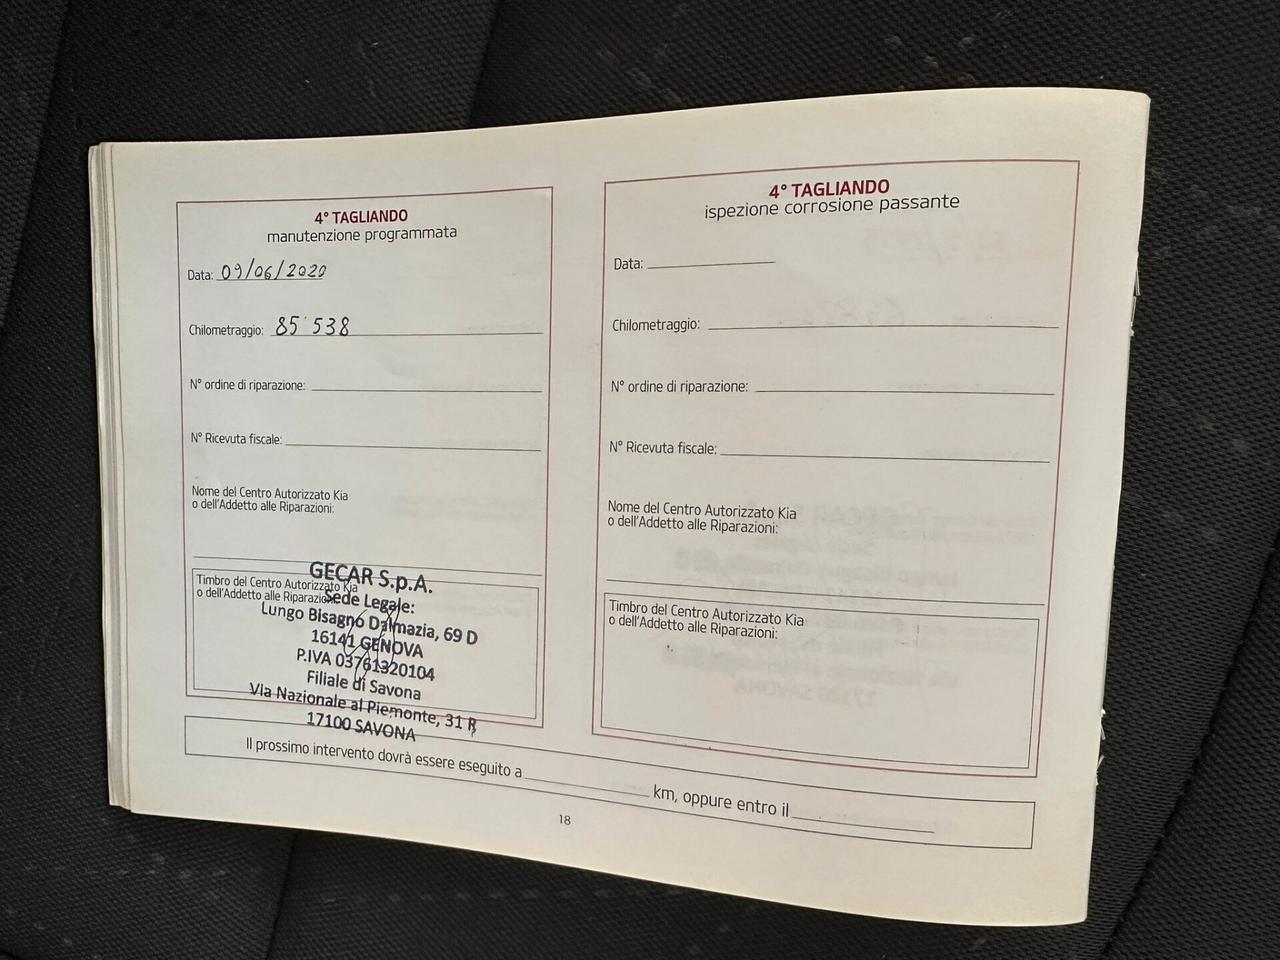 4° TAGLIANDO
manutenzione programmata
Data: 09/06/2020
Chilometraggio: 85'538
N° ordine di riparazione:
N° Ricevuta fiscale:
Nome del Centro Autorizzato Kia
o dell'Addetto alle Riparazioni:
Timbro del Centro Autorizzato Kia
o dell'Addetto alle Riparazioni:
GECAR S.p.A.
Sede Legale:
Lungo Bisagno Dalmazia, 69 D
16141 GENOVA
P.IVA 03761320104
Filiale di Savona
Via Nazionale al Piemonte, 31 R
17100 SAVONA
4° TAGLIANDO
ispezione corrosione passante
Data:
Chilometraggio:
N° ordine di riparazione:
N° Ricevuta fiscale:
Nome del Centro Autorizzato Kia
o dell'Addetto alle Riparazioni:
Timbro del Centro Autorizzato Kia
o dell'Addetto alle Riparazioni:
Il prossimo intervento dovrà essere eseguito a km, oppure entro il
18